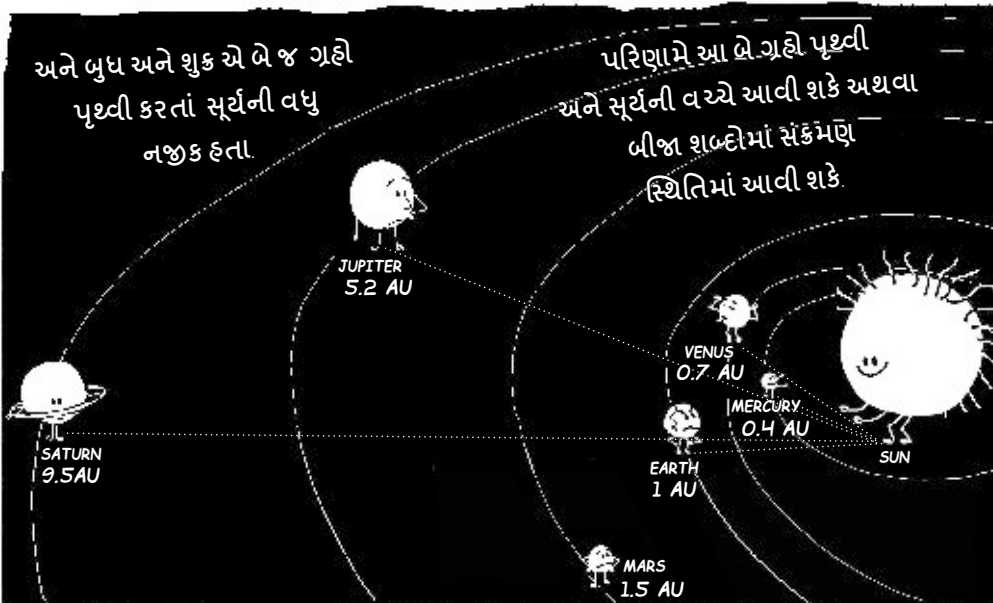 અને બુધ અને શુક્ર એ બે જ ગ્રહો
પૃથ્વી કરતાં સૂર્યની વધુ
નજીક હતા.
પરિણામે આ બે ગ્રહો પૃથ્વી
અને સૂર્યની વચ્ચે આવી શકે અથવા
બીજા શબ્દોમાં સંક્રમણ
સ્થિતિમાં આવી શકે.
JUPITER
5.2 AU
VENUS
0.7 AU
MERCURY
0.4 AU
SATURN
9.5AU
EARTH
1 AU
SUN
MARS
1.5 AU